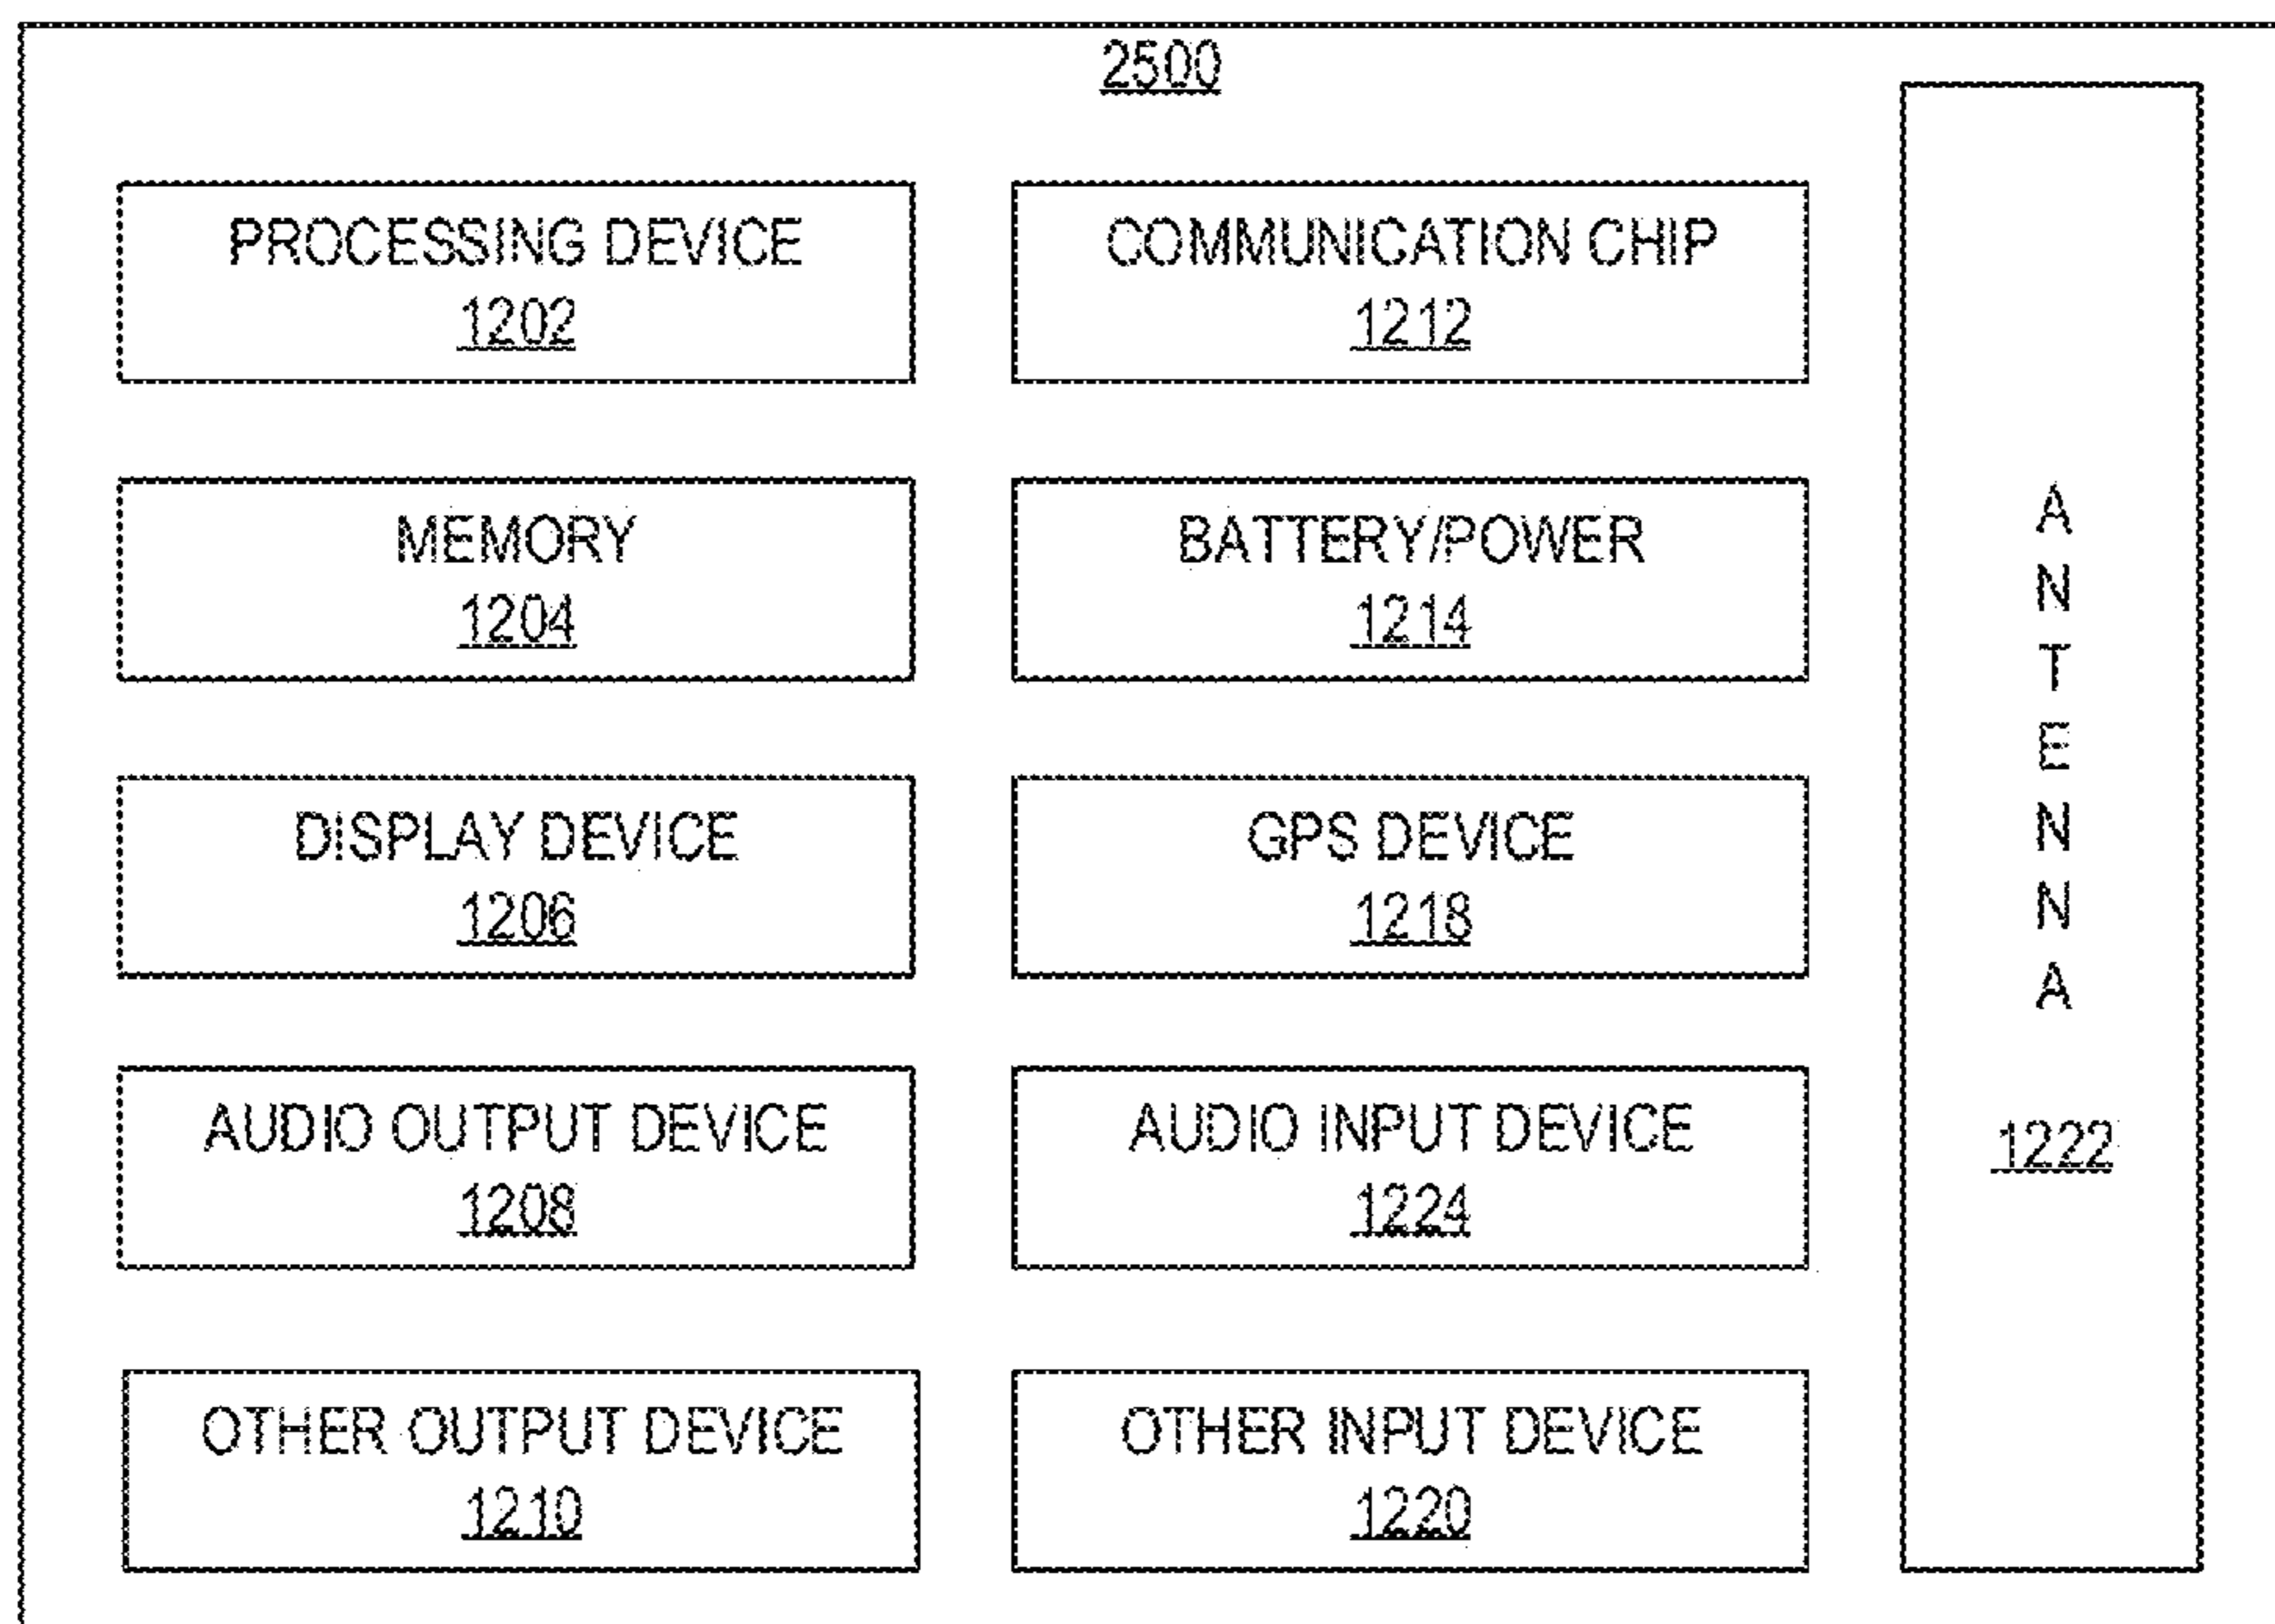 2500
PROCESSING DEVICE
1202
COMMUNICATION CHIP
1212
MEMORY
1204
BATTERY/POWER
1214
DISPLAY DEVICE
1206
GPS DEVICE
1218
AUDIO OUTPUT DEVICE
1208
AUDIO INPUT DEVICE
1224
OTHER OUTPUT DEVICE
1210
OTHER INPUT DEVICE
1220
A
N
T
E
N
N
A
1222